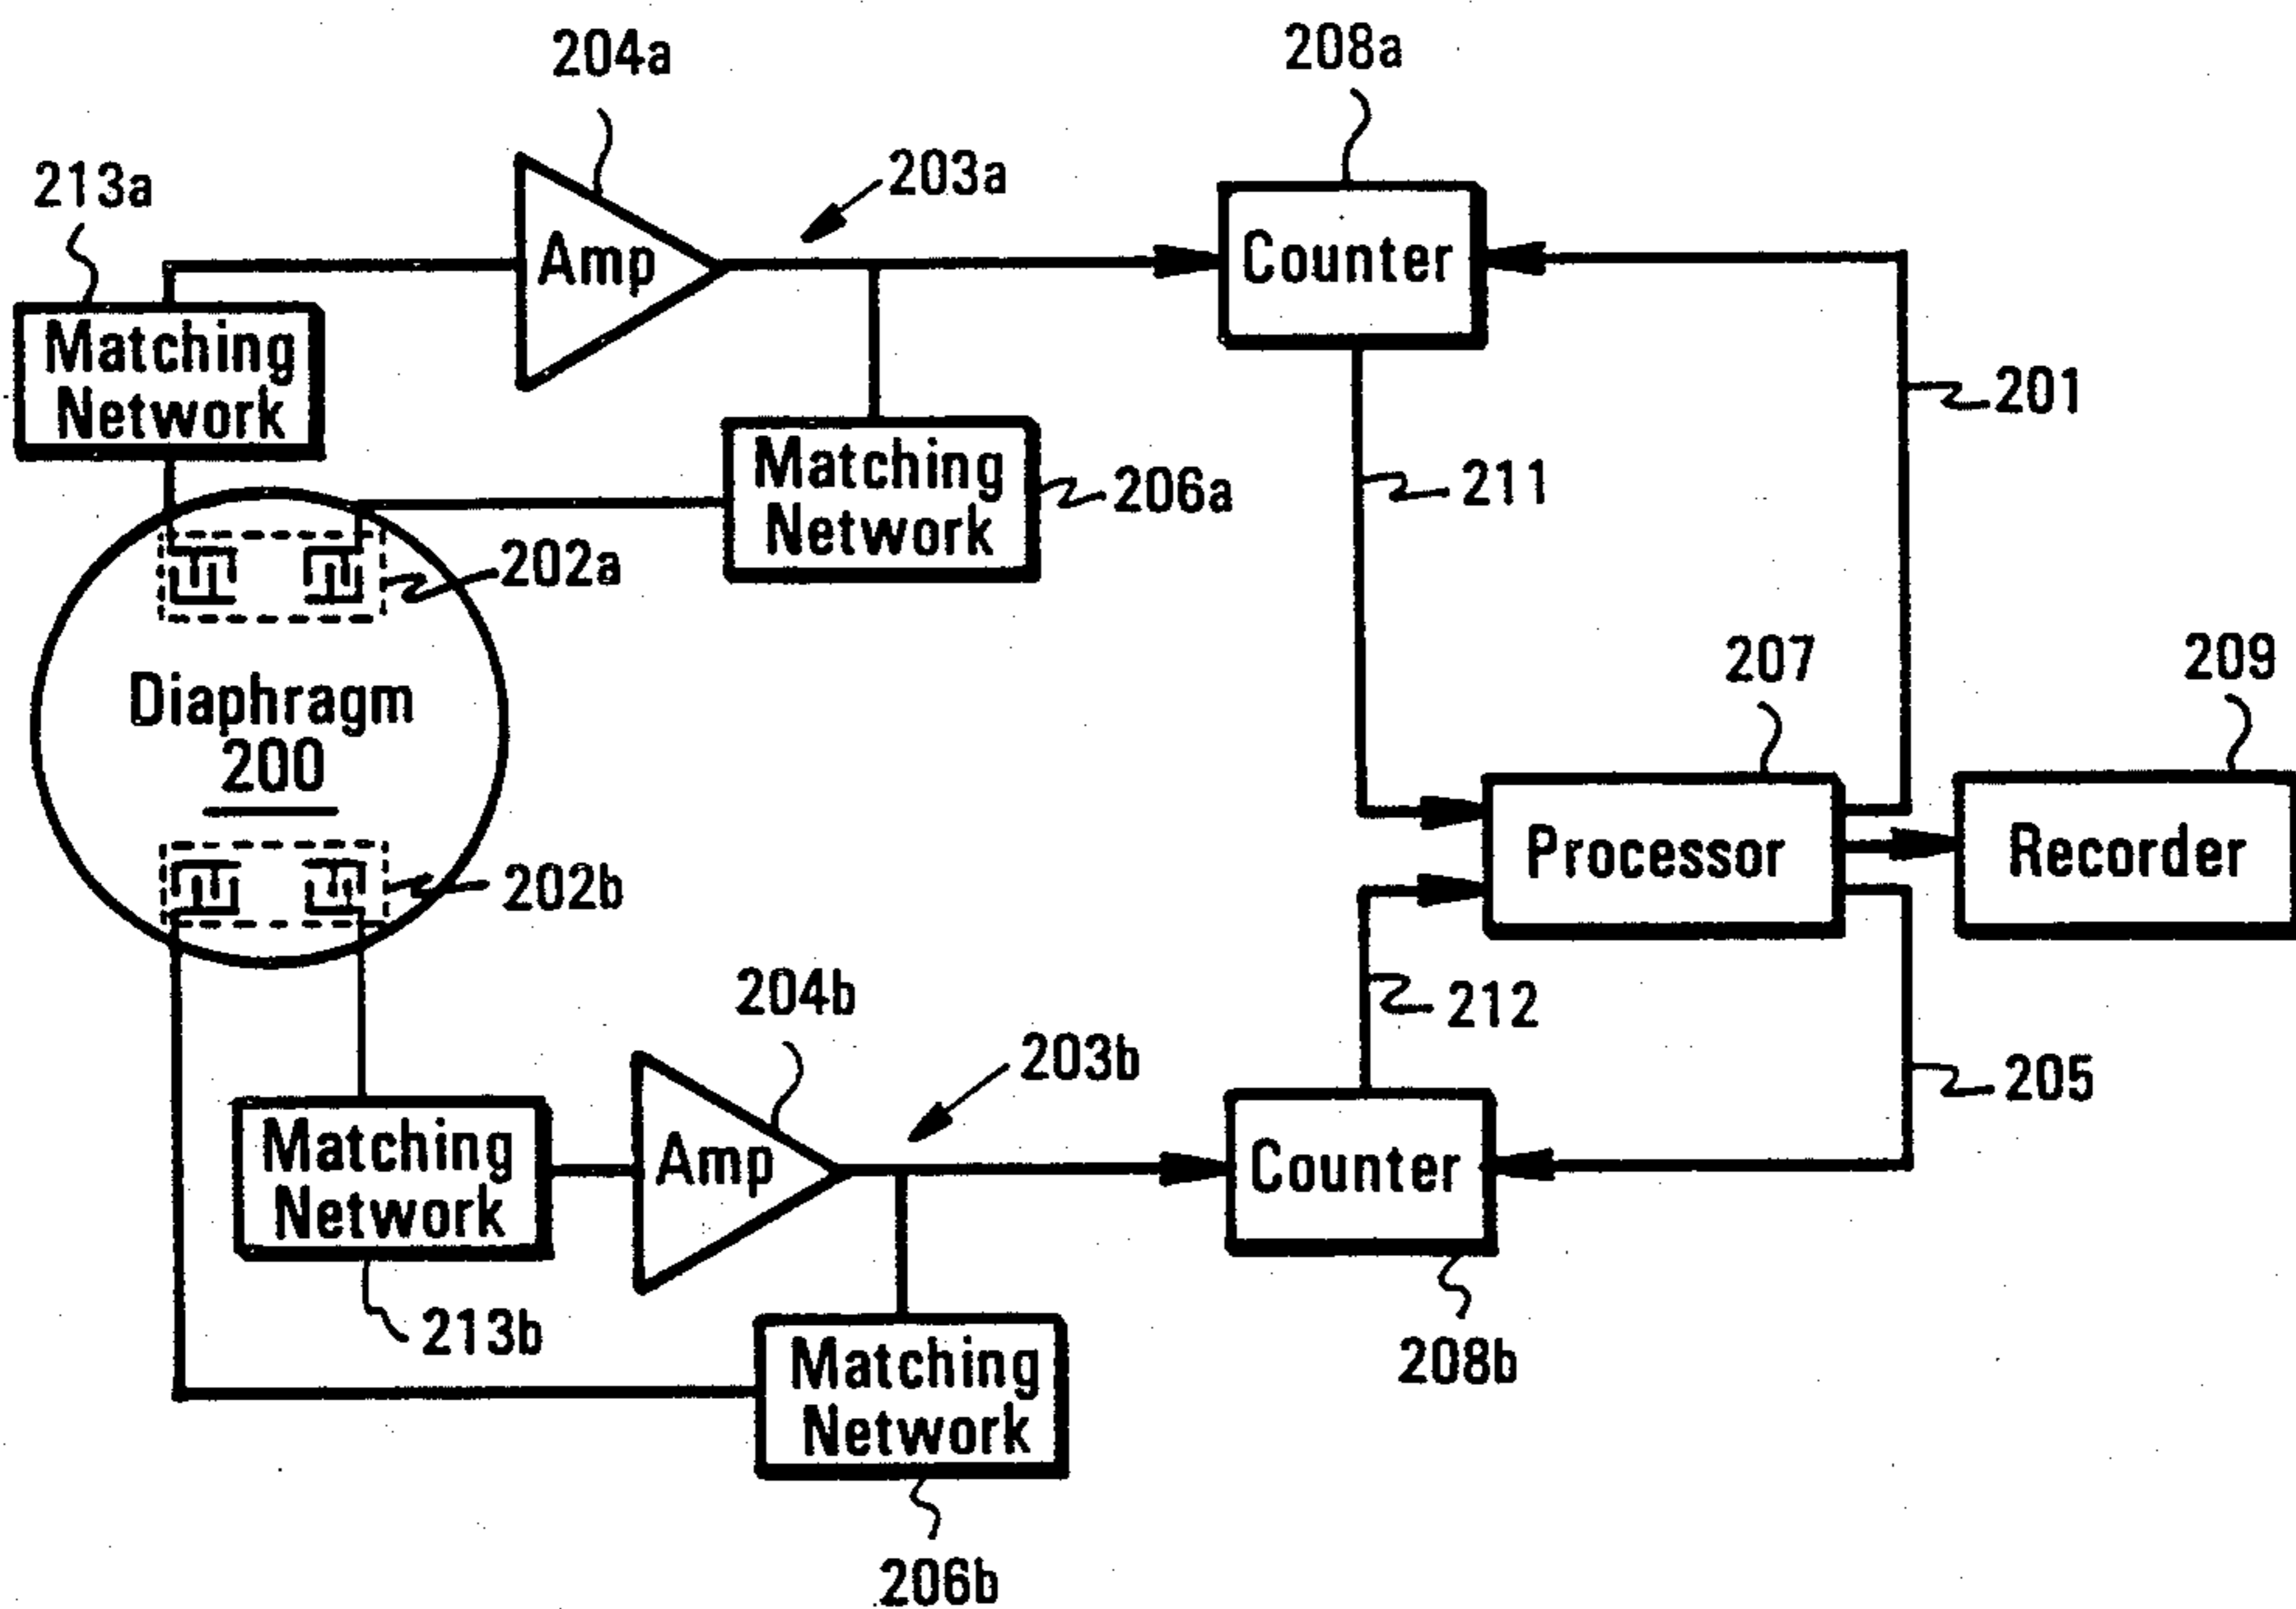 204a
208a
213a
203a
Amp
Counter
Matching
Network
201
Matching
Network
211
206a
202a
Diaphragm
200
207
209
Processor
Recorder
202b
204b
212
203b
205
Matching
Network
Amp
Counter
213b
Matching
Network
208b
206b